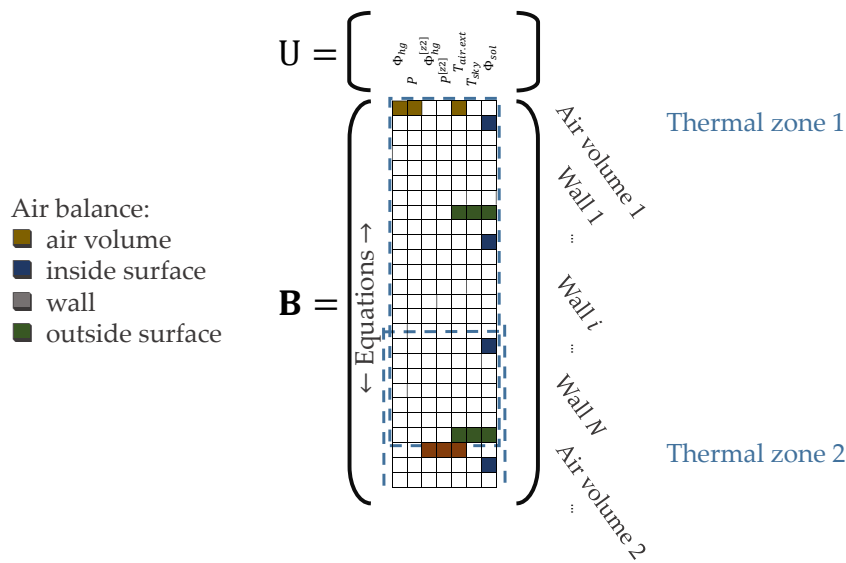 U =
Φhg
P
Φhg[z2]
P[z2]
Tair.ext
Tsky
Φsol
Air volume 1
Thermal zone 1
Wall 1
...
Air balance:
air volume
inside surface
wall
outside surface
B =
← Equations →
Wall i
...
Wall N
Thermal zone 2
Air volume 2
...